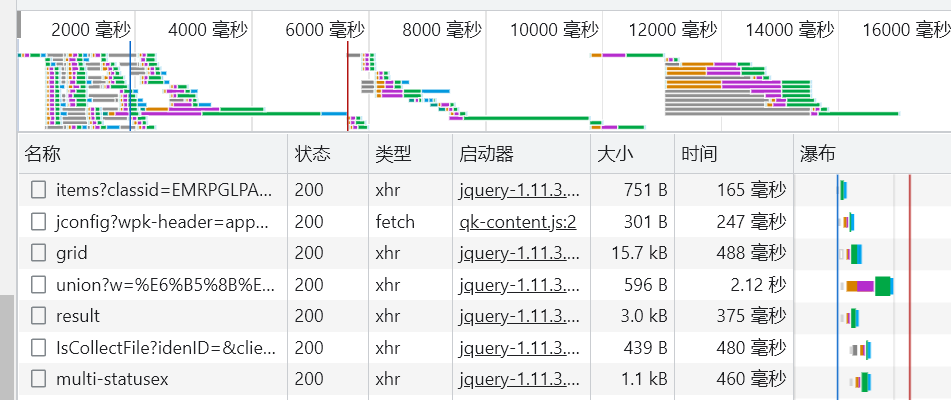 2000 毫秒 4000 毫秒 6000 毫秒 8000 毫秒 10000 毫秒 12000 毫秒 14000 毫秒 16000 毫秒
名称 状态 类型 启动器 大小 时间 瀑布
items?classid=EMRPGLPA... 200 xhr jquery-1.11.3.... 751 B 165 毫秒
jconfig?wpk-header=app... 200 fetch qk-content.js:2 301 B 247 毫秒
grid 200 xhr jquery-1.11.3.... 15.7 kB 488 毫秒
union?w=%E6%B5%8B%E... 200 xhr jquery-1.11.3.... 596 B 2.12 秒
result 200 xhr jquery-1.11.3.... 3.0 kB 375 毫秒
IsCollectFile?idenID=&clie... 200 xhr jquery-1.11.3.... 439 B 480 毫秒
multi-statusex 200 xhr jquery-1.11.3.... 1.1 kB 460 毫秒